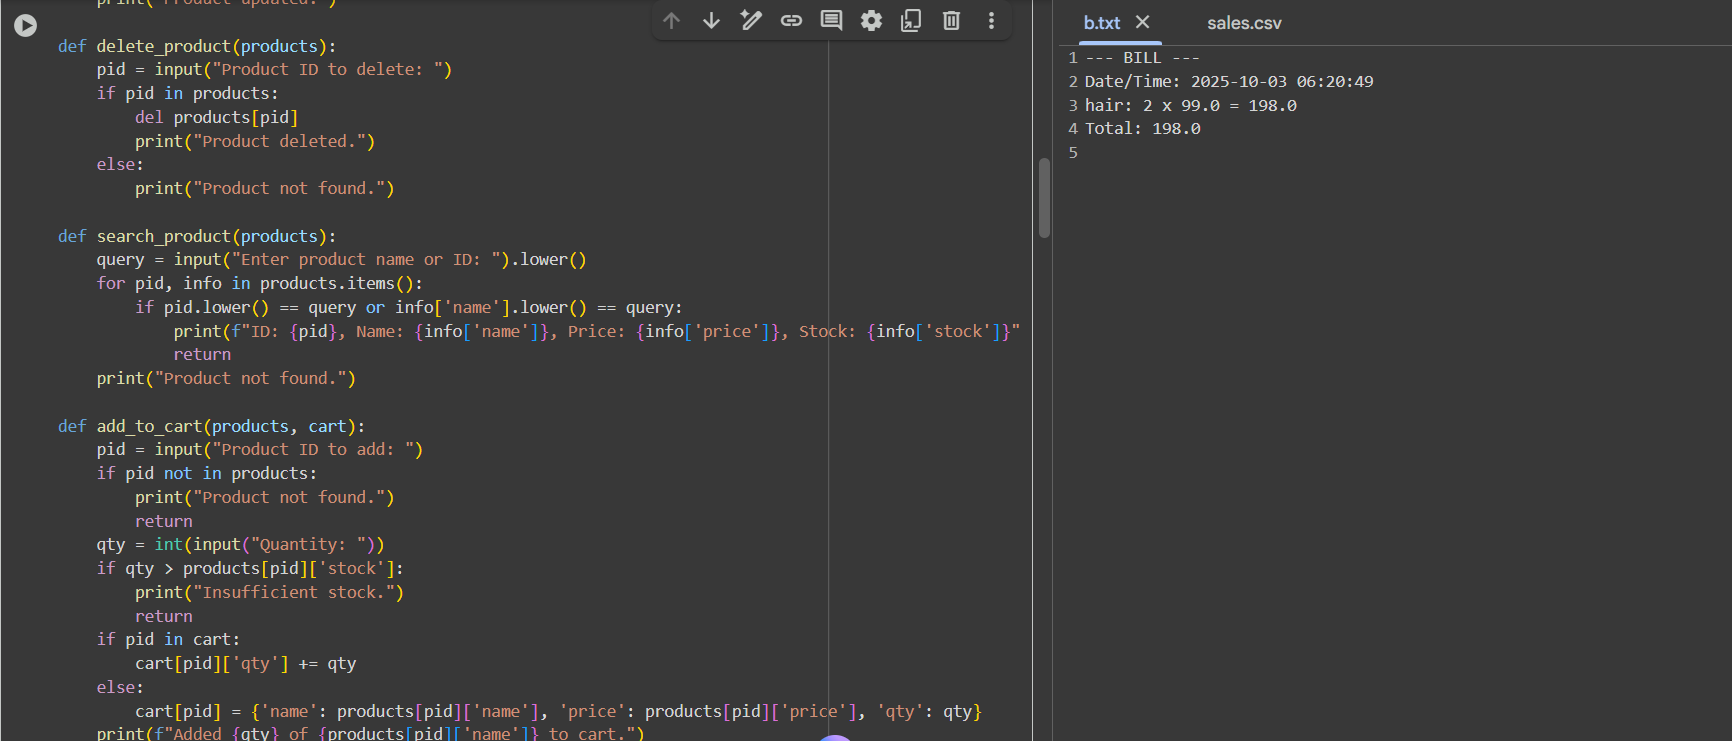 print("Product updated.")
def delete_product(products):
    pid = input("Product ID to delete: ")
    if pid in products:
        del products[pid]
        print("Product deleted.")
    else:
        print("Product not found.")
def search_product(products):
    query = input("Enter product name or ID: ").lower()
    for pid, info in products.items():
        if pid.lower() == query or info['name'].lower() == query:
            print(f"ID: {pid}, Name: {info['name']}, Price: {info['price']}, Stock: {info['stock']}"
            return
    print("Product not found.")
def add_to_cart(products, cart):
    pid = input("Product ID to add: ")
    if pid not in products:
        print("Product not found.")
        return
    qty = int(input("Quantity: "))
    if qty > products[pid]['stock']:
        print("Insufficient stock.")
        return
    if pid in cart:
        cart[pid]['qty'] += qty
    else:
        cart[pid] = {'name': products[pid]['name'], 'price': products[pid]['price'], 'qty': qty}
    print(f"Added {qty} of {products[pid]['name']} to cart.")
b.txt
sales.csv
1 --- BILL ---
2 Date/Time: 2025-10-03 06:20:49
3 hair: 2 x 99.0 = 198.0
4 Total: 198.0
5